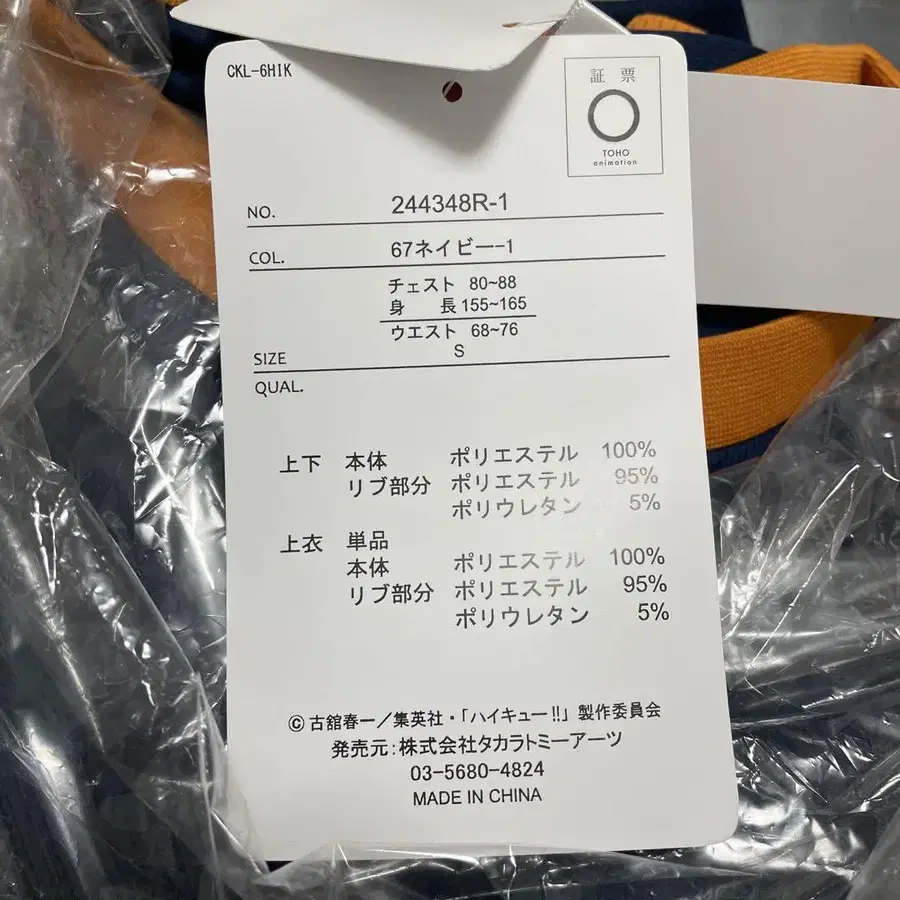 CKL-6HIK
証票
TOHO
animation
NO. 244348R-1
COL. 67ネイビー-1
チェスト 80~88
身 長 155~165
ウエスト 68~76
SIZE S
QUAL.
上下 本体 ポリエステル 100%
リブ部分 ポリエステル 95%
ポリウレタン 5%
上衣 単品
本体 ポリエステル 100%
リブ部分 ポリエステル 95%
ポリウレタン 5%
©古舘春一／集英社・「ハイキュー!!」製作委員会
発売元:株式会社タカラトミーアーツ
03-5680-4824
MADE IN CHINA